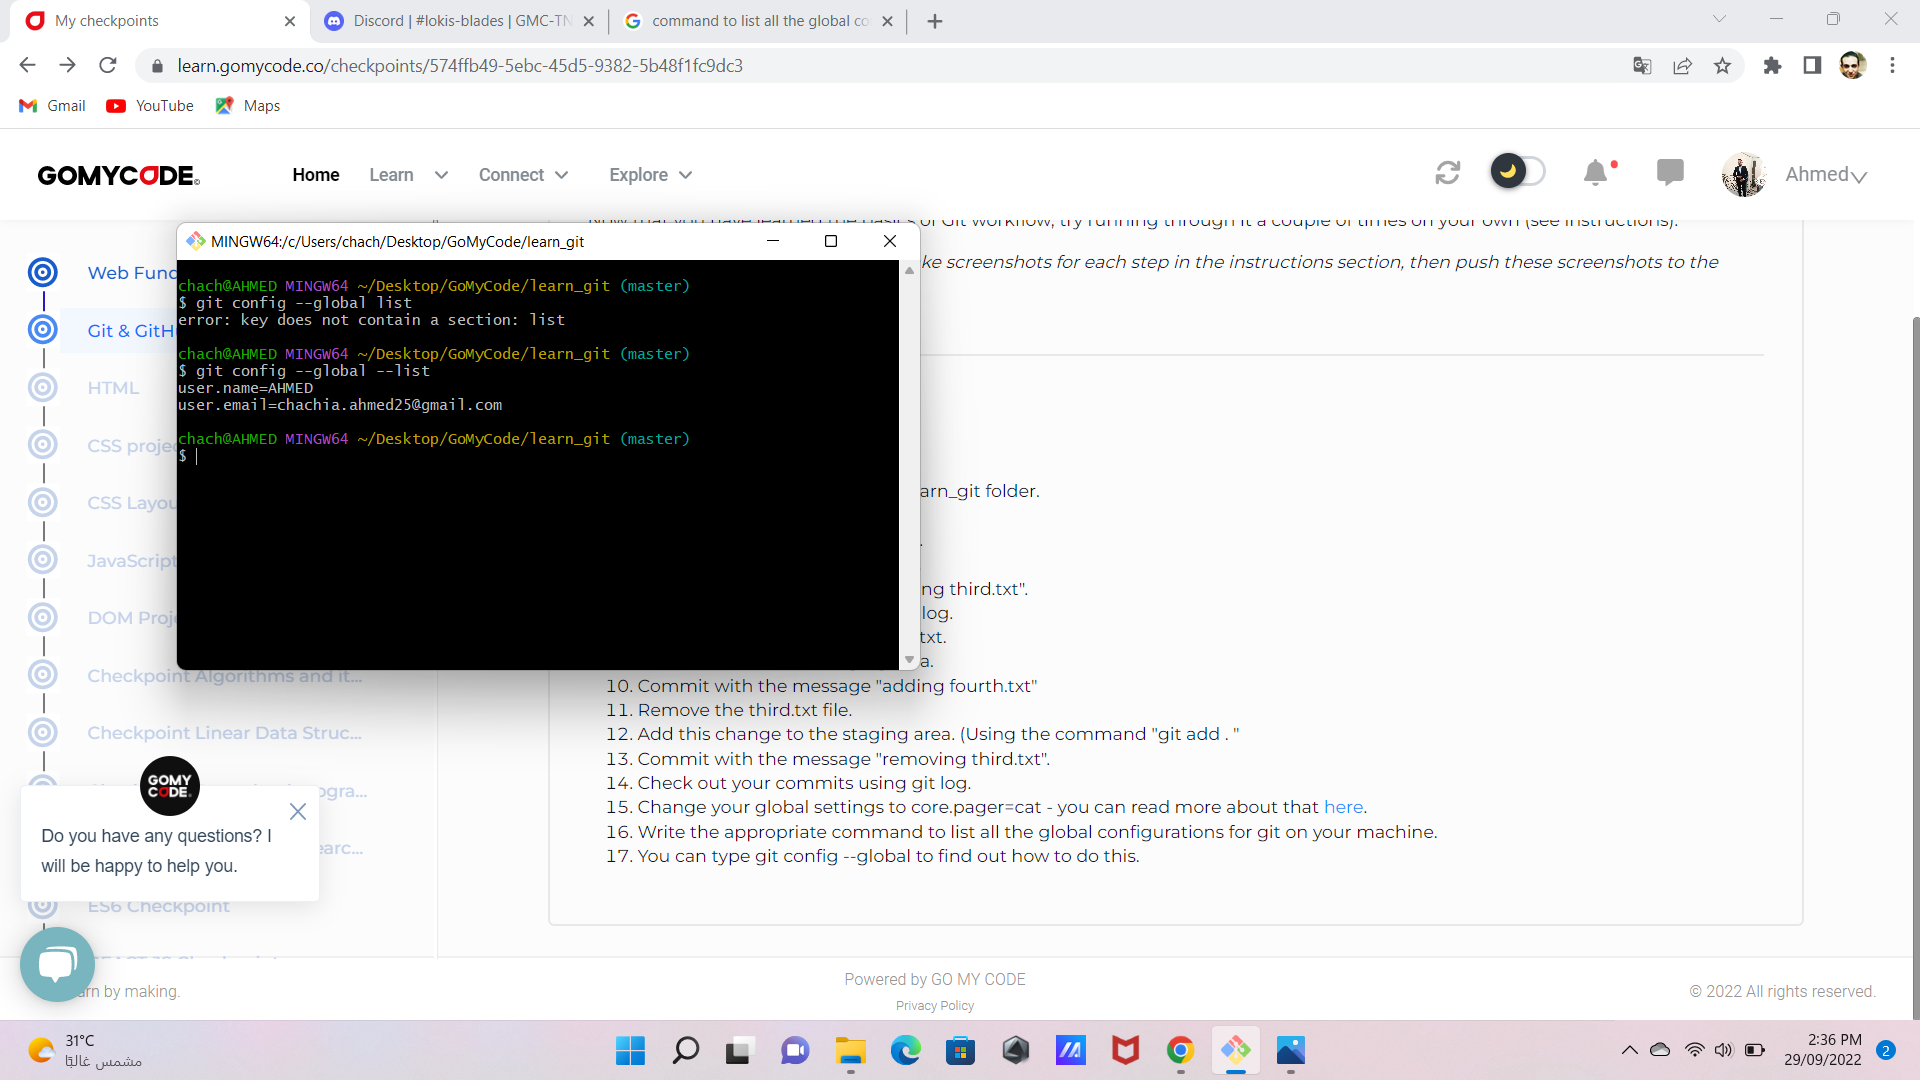 My checkpoints
Discord | #lokis-blades | GMC-TN
command to list all the global co
learn.gomycode.co/checkpoints/574ffb49-5ebc-45d5-9382-5b48f1fc9dc3
Gmail
YouTube
Maps
GOMYCODE
Home
Learn
Connect
Explore
Ahmed
Now that you have learned the basics of Git workflow, try running through it a couple of times on your own (see instructions).
ke screenshots for each step in the instructions section, then push these screenshots to the
MINGW64:/c/Users/chach/Desktop/GoMyCode/learn_git
chach@AHMED MINGW64 ~/Desktop/GoMyCode/learn_git (master)
$ git config --global list
error: key does not contain a section: list
chach@AHMED MINGW64 ~/Desktop/GoMyCode/learn_git (master)
$ git config --global --list
user.name=AHMED
user.email=chachia.ahmed25@gmail.com
chach@AHMED MINGW64 ~/Desktop/GoMyCode/learn_git (master)
$
Web Fund
Git & GitH
HTML
CSS projec
CSS Layou
JavaScript
DOM Proj
Checkpoint Algorithms and it...
Checkpoint Linear Data Struc...
ogra...
earc...
ES6 Checkpoint
arn_git folder.
ng third.txt".
log.
txt.
a.
10. Commit with the message "adding fourth.txt"
11. Remove the third.txt file.
12. Add this change to the staging area. (Using the command "git add . "
13. Commit with the message "removing third.txt".
14. Check out your commits using git log.
15. Change your global settings to core.pager=cat - you can read more about that here.
16. Write the appropriate command to list all the global configurations for git on your machine.
17. You can type git config --global to find out how to do this.
GOMY
CODE.
Do you have any questions? I
will be happy to help you.
arn by making.
Powered by GO MY CODE
Privacy Policy
© 2022 All rights reserved.
31°C
مشمس غالبًا
2:36 PM
29/09/2022
2